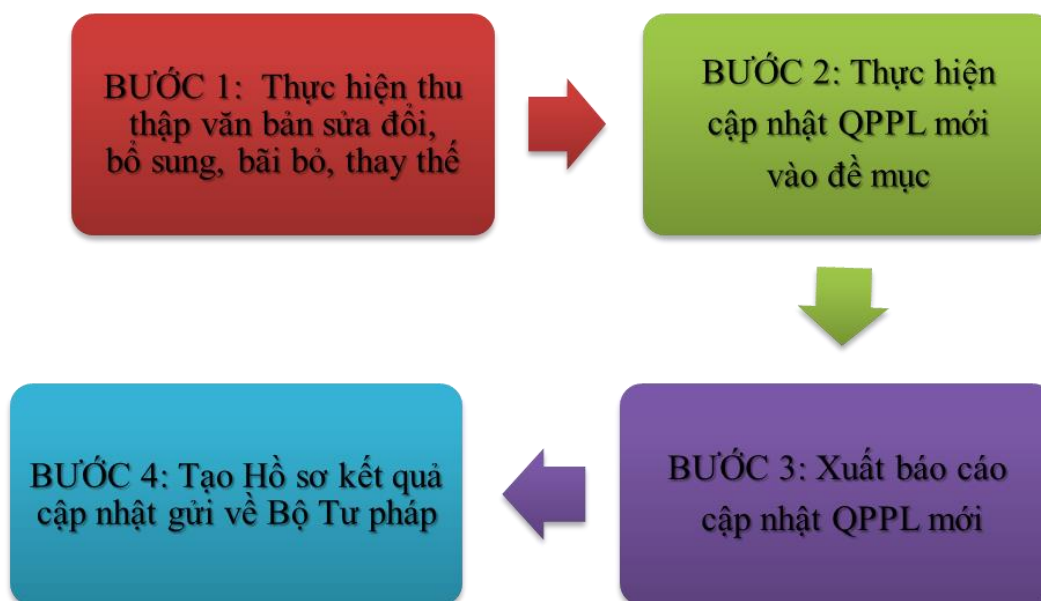 BƯỚC 1: Thực hiện thu
thập văn bản sửa đổi,
bổ sung, bãi bỏ, thay thế
BƯỚC 2: Thực hiện
cập nhật QPPL mới
vào đề mục
BƯỚC 3: Xuất báo cáo
cập nhật QPPL mới
BƯỚC 4: Tạo Hồ sơ kết quả
cập nhật gửi về Bộ Tư pháp